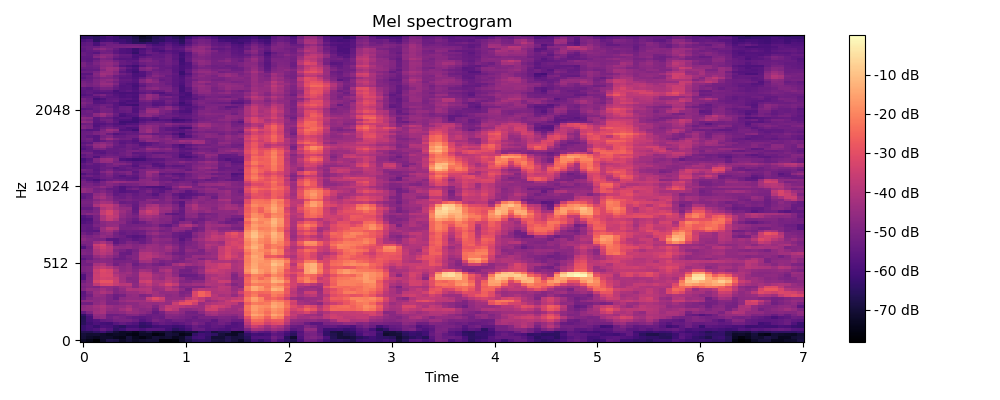 Mel spectrogram
Hz
2048
1024
512
0
0 1 2 3 4 5 6 7
Time
-10 dB
-20 dB
-30 dB
-40 dB
-50 dB
-60 dB
-70 dB